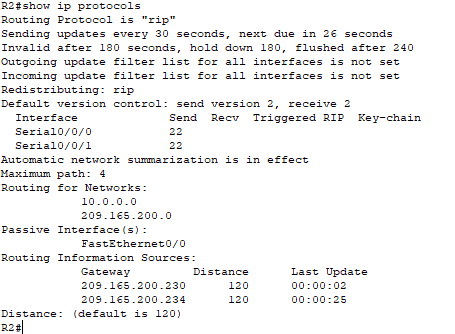 R2#show ip protocols
Routing Protocol is "rip"
Sending updates every 30 seconds, next due in 26 seconds
Invalid after 180 seconds, hold down 180, flushed after 240
Outgoing update filter list for all interfaces is not set
Incoming update filter list for all interfaces is not set
Redistributing: rip
Default version control: send version 2, receive 2
Interface Send Recv Triggered RIP Key-chain
Serial0/0/0 22
Serial0/0/1 22
Automatic network summarization is in effect
Maximum path: 4
Routing for Networks:
10.0.0.0
209.165.200.0
Passive Interface(s):
FastEthernet0/0
Routing Information Sources:
Gateway Distance Last Update
209.165.200.230 120 00:00:02
209.165.200.234 120 00:00:25
Distance: (default is 120)
R2#